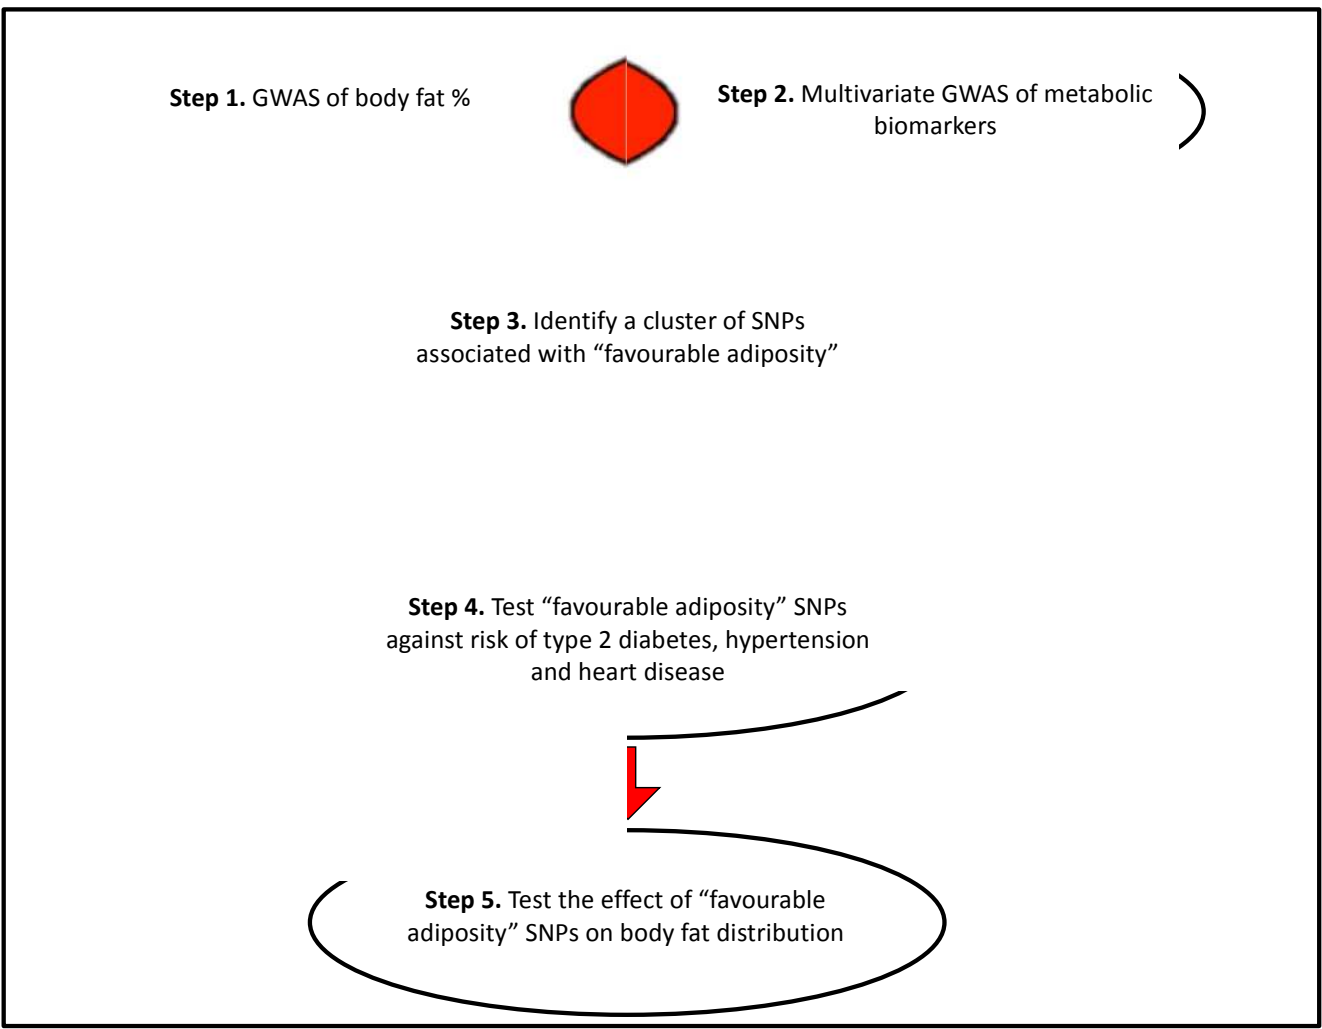 Step 1. GWAS of body fat %
Step 2. Multivariate GWAS of metabolic
biomarkers
Step 3. Identify a cluster of SNPs
associated with “favourable adiposity”
Step 4. Test “favourable adiposity” SNPs
against risk of type 2 diabetes, hypertension
and heart disease
Step 5. Test the effect of “favourable
adiposity” SNPs on body fat distribution